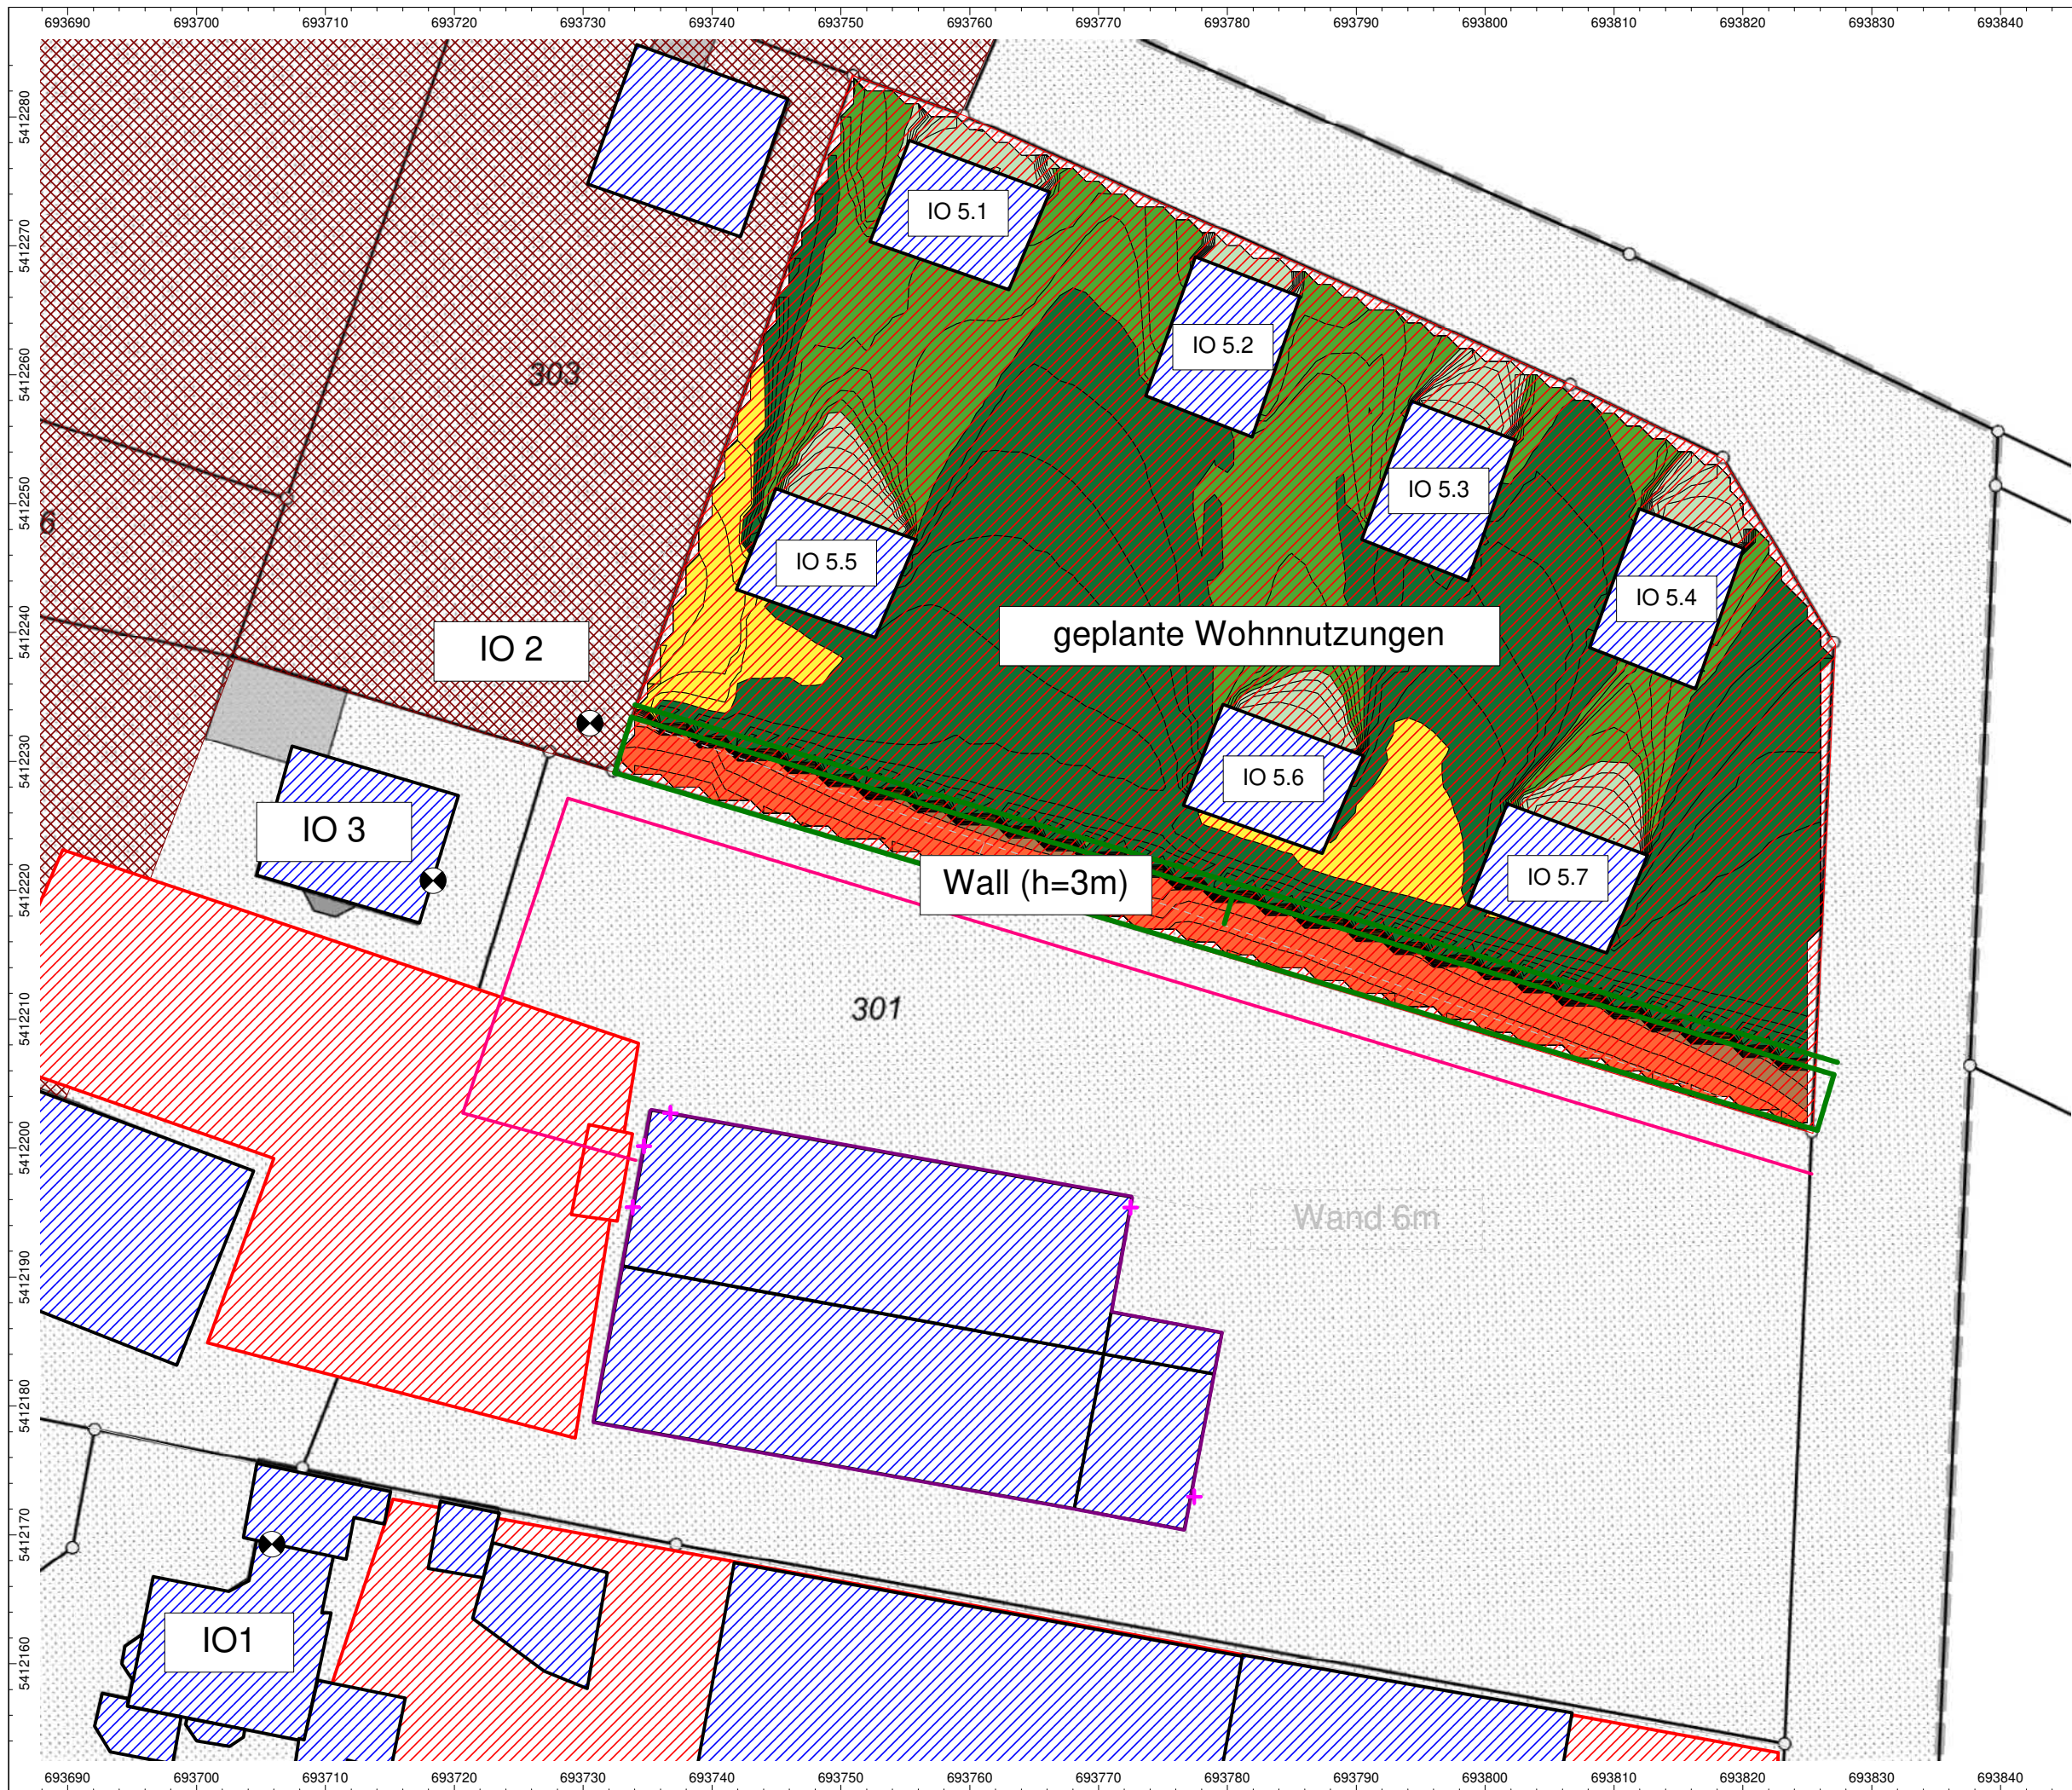 693690 693700 693710 693720 693730 693740 693750 693760 693770 693780 693790 693800 693810 693820 693830 693840
5412280
5412270
5412260
5412250
5412240
5412230
5412220
5412210
5412200
5412190
5412180
5412170
5412160
IO 5.1
IO 5.2
303
IO 5.3
6
IO 5.5
IO 5.4
geplante Wohnnutzungen
IO 2
IO 5.6
IO 3
IO 5.7
Wall (h=3m)
301
Wand 6m
IO1
693690 693700 693710 693720 693730 693740 693750 693760 693770 693780 693790 693800 693810 693820 693830 693840